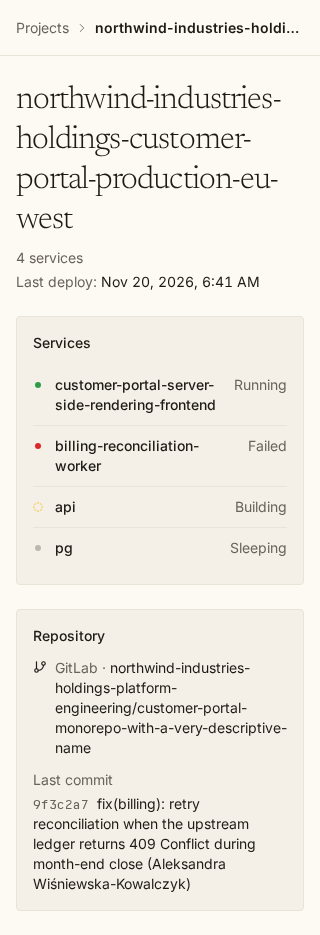 Projects > northwind-industries-holdi...
northwind-industries-
holdings-customer-
portal-production-eu-
west
4 services
Last deploy: Nov 20, 2026, 6:41 AM
Services
customer-portal-server- Running
side-rendering-frontend
billing-reconciliation- Failed
worker
api Building
pg Sleeping
Repository
GitLab · northwind-industries-
holdings-platform-
engineering/customer-portal-
monorepo-with-a-very-descriptive-
name
Last commit
9f3c2a7 fix(billing): retry
reconciliation when the upstream
ledger returns 409 Conflict during
month-end close (Aleksandra
Wiśniewska-Kowalczyk)